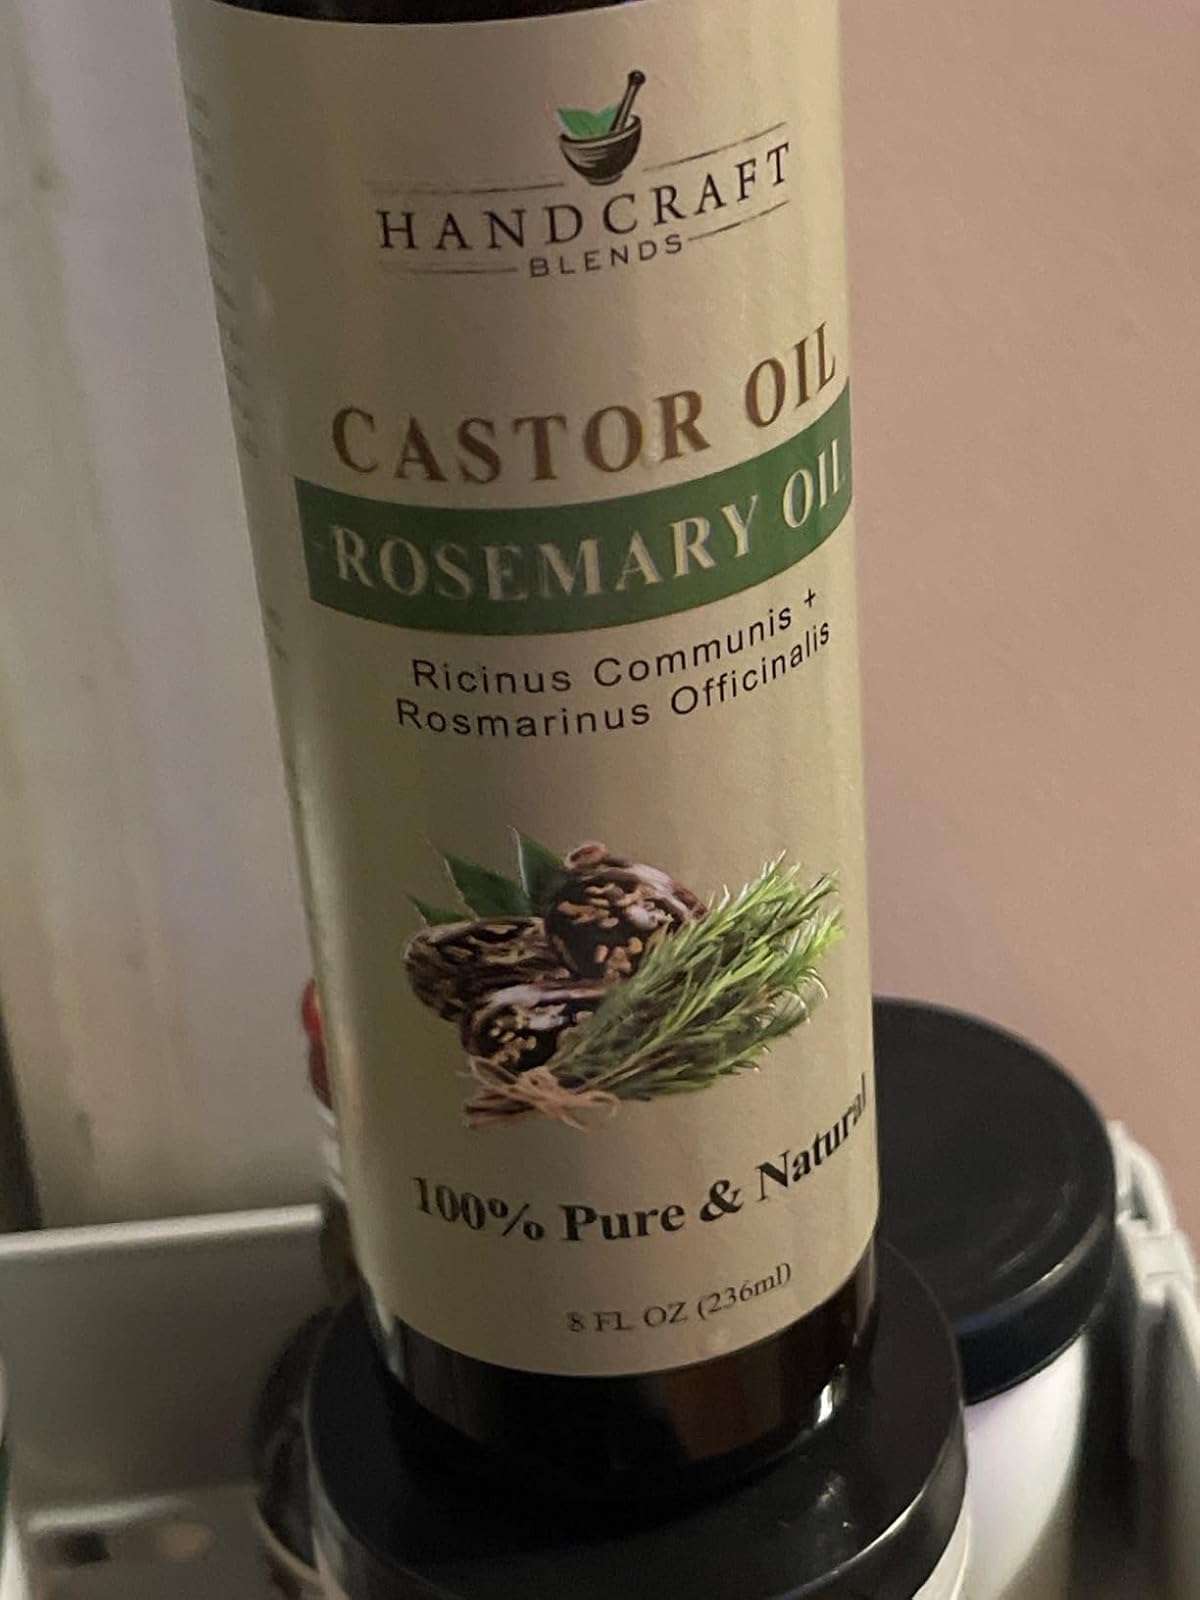 HANDCRAFT
BLENDS
CASTOR OIL
ROSEMARY OIL
Ricinus Communis +
Rosmarinus Officinalis
100% Pure & Natural
8 FL OZ (236ml)